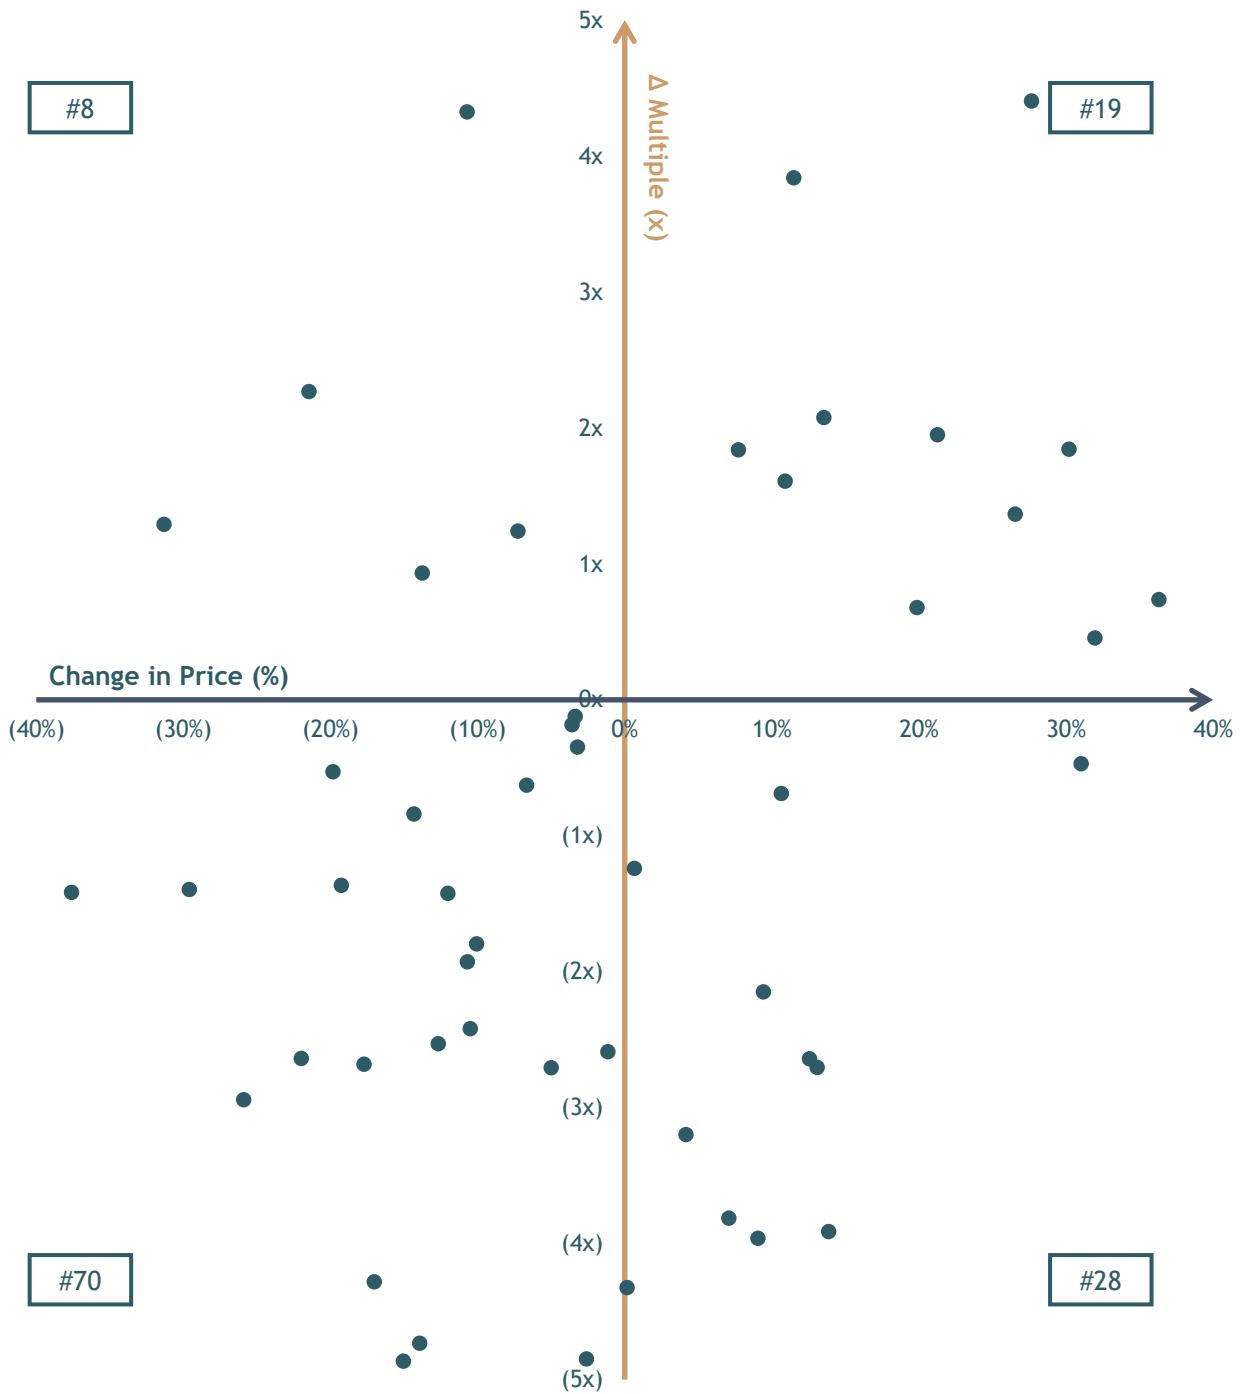 5x
#8
#19
Δ Multiple (x)
4x
3x
2x
1x
Change in Price (%)
0x
(40%) (30%) (20%) (10%) 0% 10% 20% 30% 40%
(1x)
(2x)
(3x)
(4x)
#70
#28
(5x)